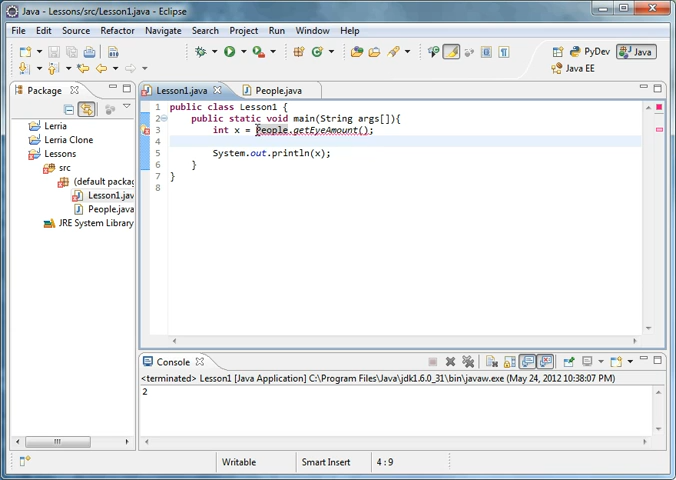 Java - Lessons/src/Lesson1.java - Eclipse
File Edit Source Refactor Navigate Search Project Run Window Help
PyDev Java
Java EE
Package
Lesson1.java People.java
Lerria
Lerria Clone
Lessons
src
(default packag
Lesson1.jav
People.java
JRE System Library
1 public class Lesson1 {
2 public static void main(String args[]){
3 int x = People.getEyeAmount();
4
5 System.out.println(x);
6 }
7 }
8
Console
<terminated> Lesson1 [Java Application] C:\Program Files\Java\jdk1.6.0_31\bin\javaw.exe (May 24, 2012 10:38:07 PM)
2
Writable Smart Insert 4 : 9